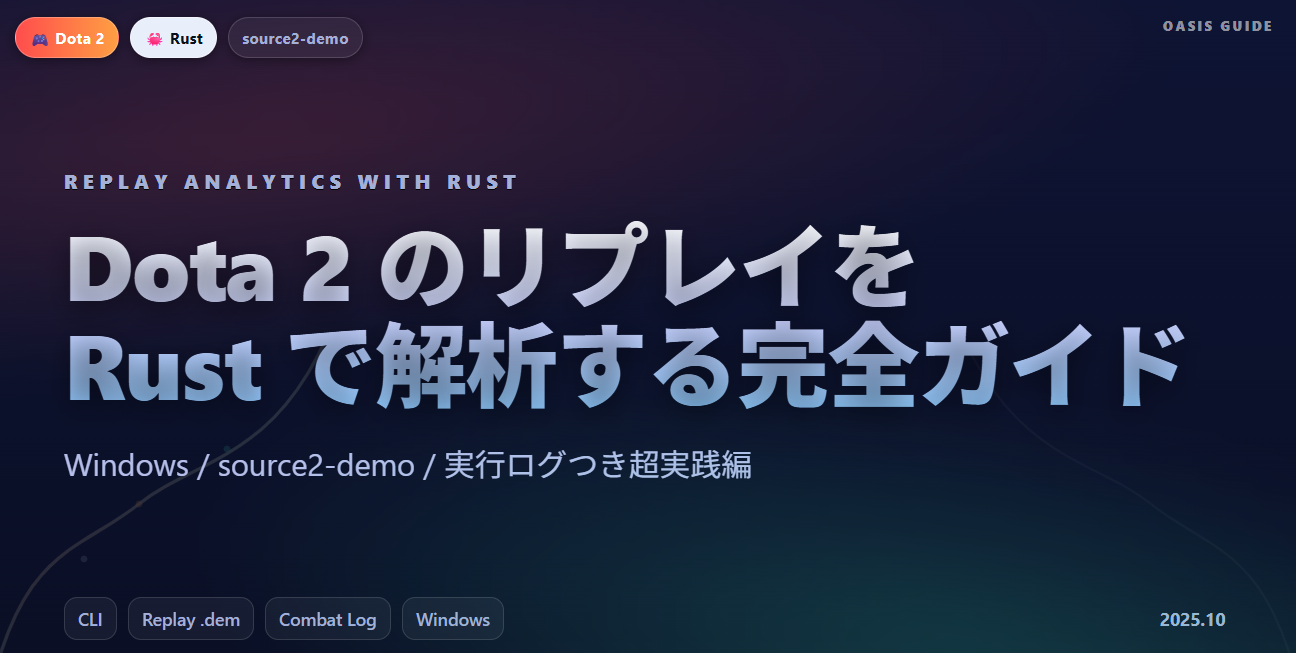 🎮 Dota 2 🦀 Rust source2-demo
OASIS GUIDE
REPLAY ANALYTICS WITH RUST
Dota 2 のリプレイを
Rust で解析する完全ガイド
Windows / source2-demo / 実行ログつき超実践編
CLI Replay .dem Combat Log Windows
2025.10